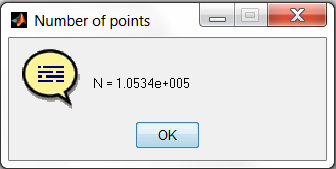 Number of points
N = 1.0534e+005
OK